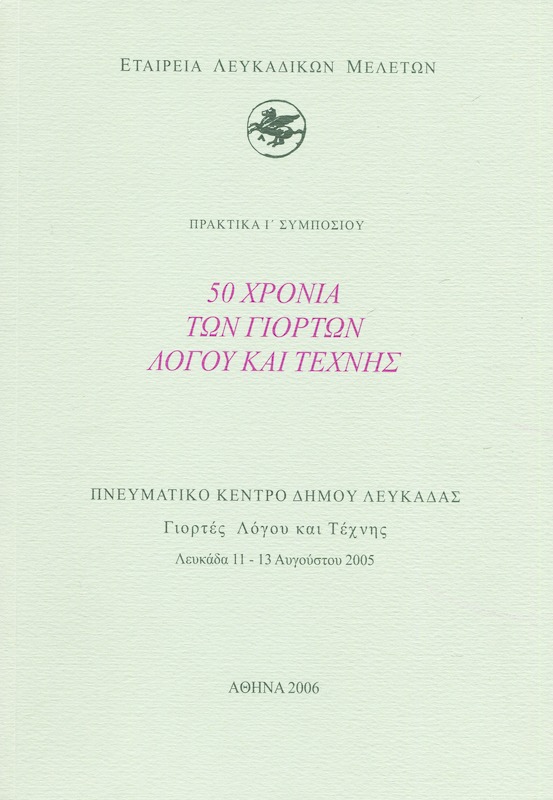 ΕΤΑΙΡΕΙΑ ΛΕΥΚΑΔΙΚΩΝ ΜΕΛΕΤΩΝ
ΠΡΑΚΤΙΚΑ Ι΄ ΣΥΜΠΟΣΙΟΥ
50 ΧΡΟΝΙΑ
ΤΩΝ ΓΙΟΡΤΩΝ
ΛΟΓΟΥ ΚΑΙ ΤΕΧΝΗΣ
ΠΝΕΥΜΑΤΙΚΟ ΚΕΝΤΡΟ ΔΗΜΟΥ ΛΕΥΚΑΔΑΣ
Γιορτές Λόγου και Τέχνης
Λευκάδα 11 - 13 Αυγούστου 2005
ΑΘΗΝΑ 2006